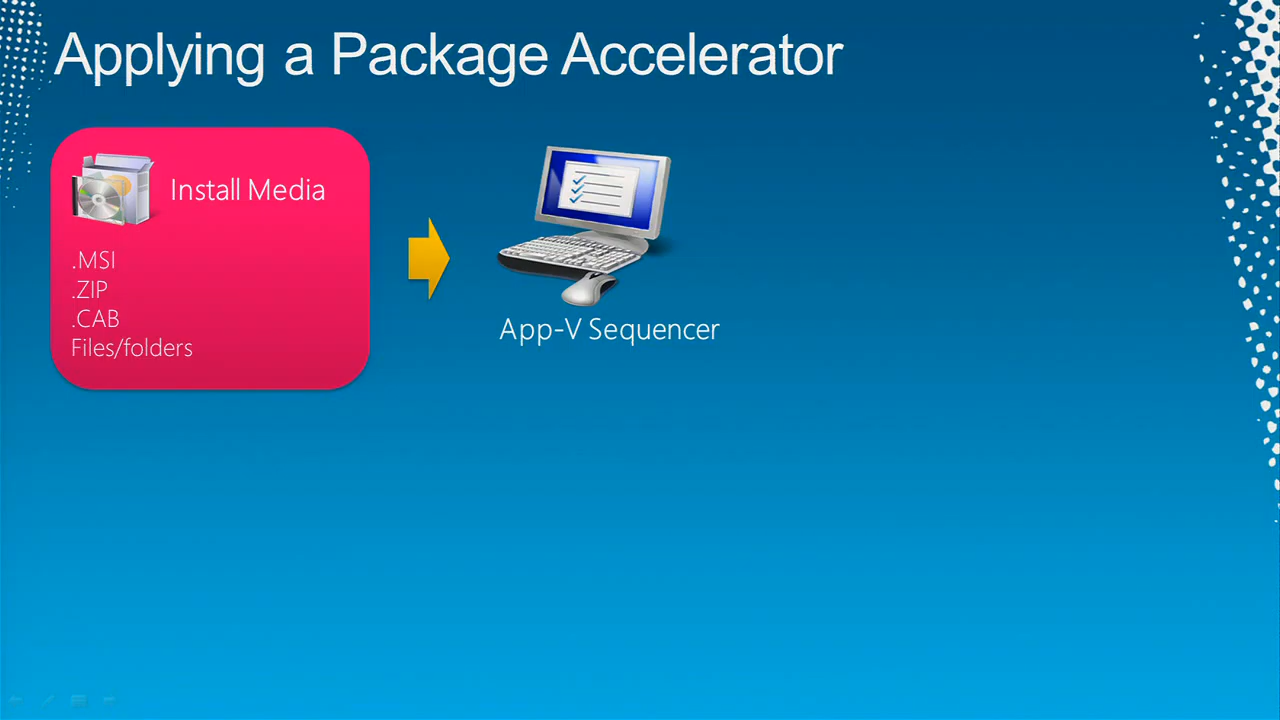 Applying a Package Accelerator
Install Media
.MSI
.ZIP
.CAB
Files/folders
App-V Sequencer